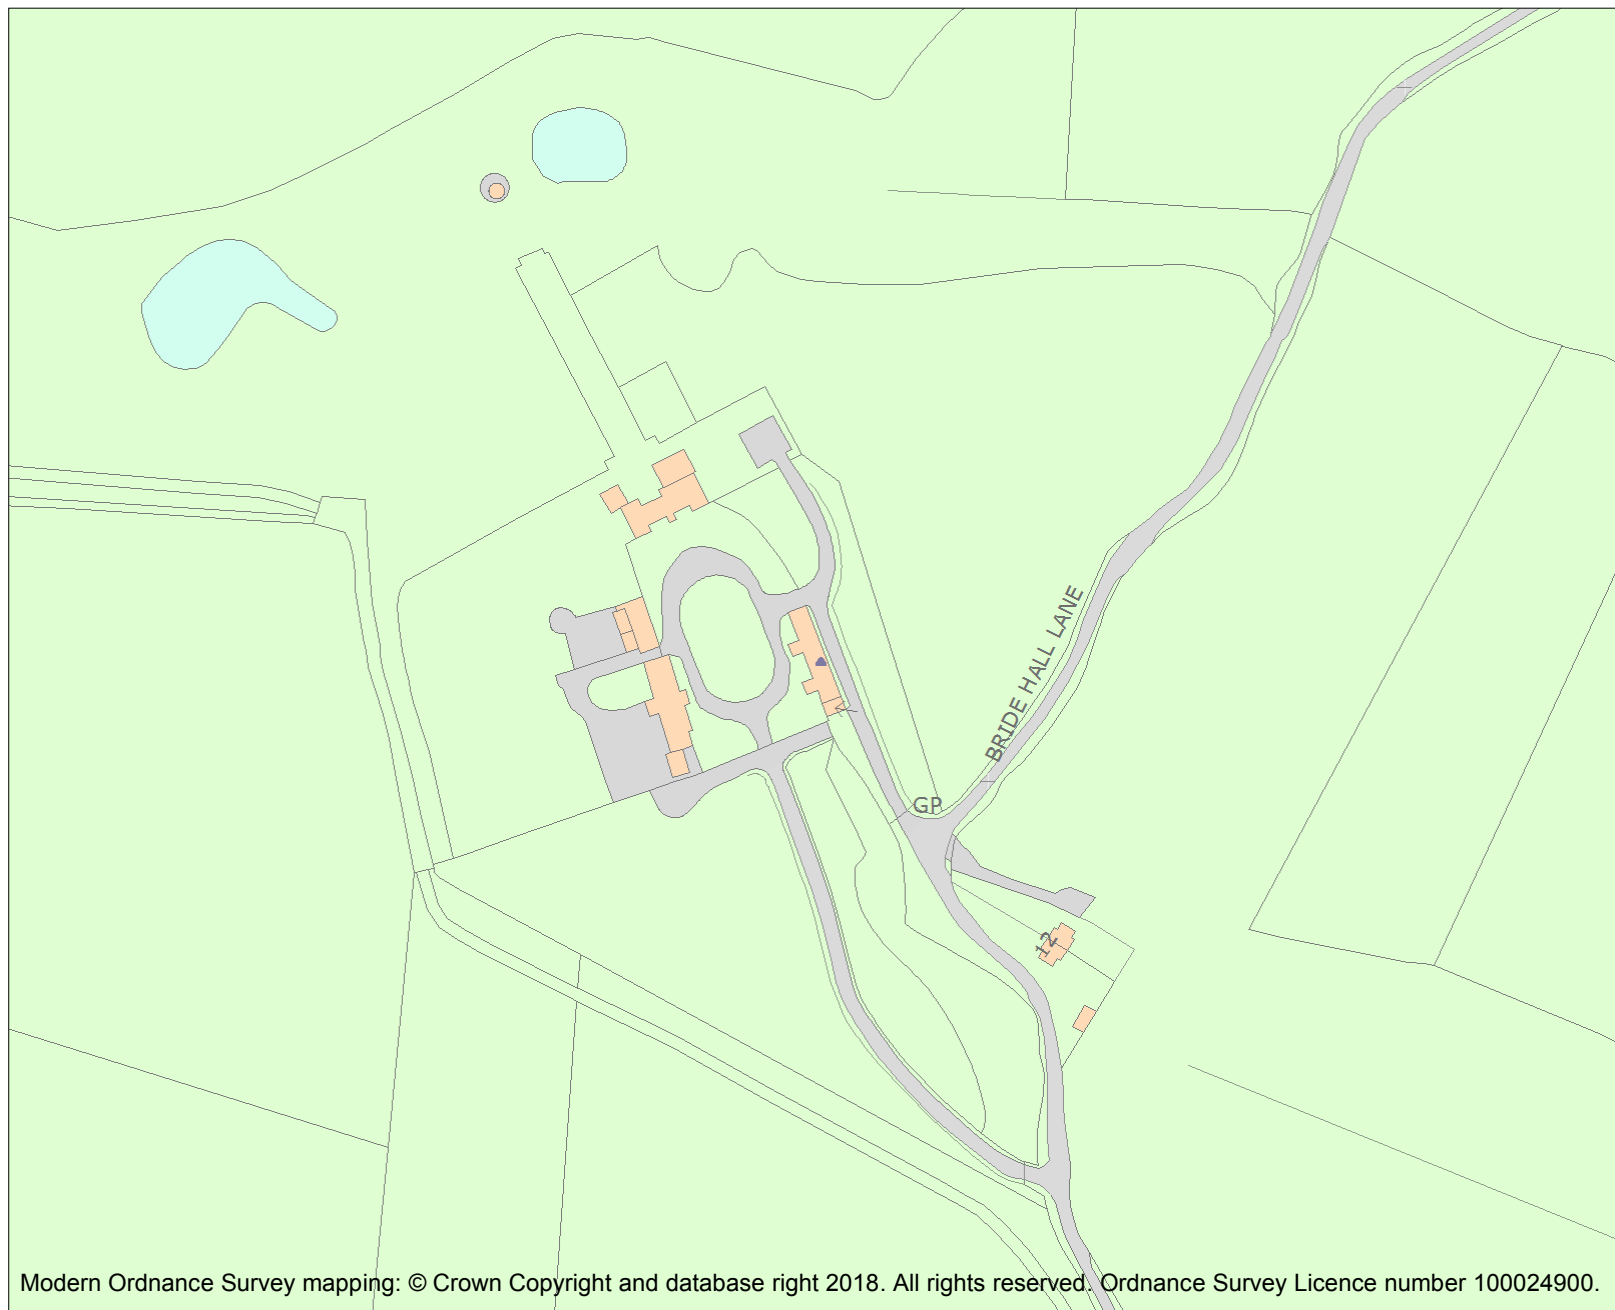 BRIDE HALL LANE
GP
12
Modern Ordnance Survey mapping: © Crown Copyright and database right 2018. All rights reserved. Ordnance Survey Licence number 100024900.